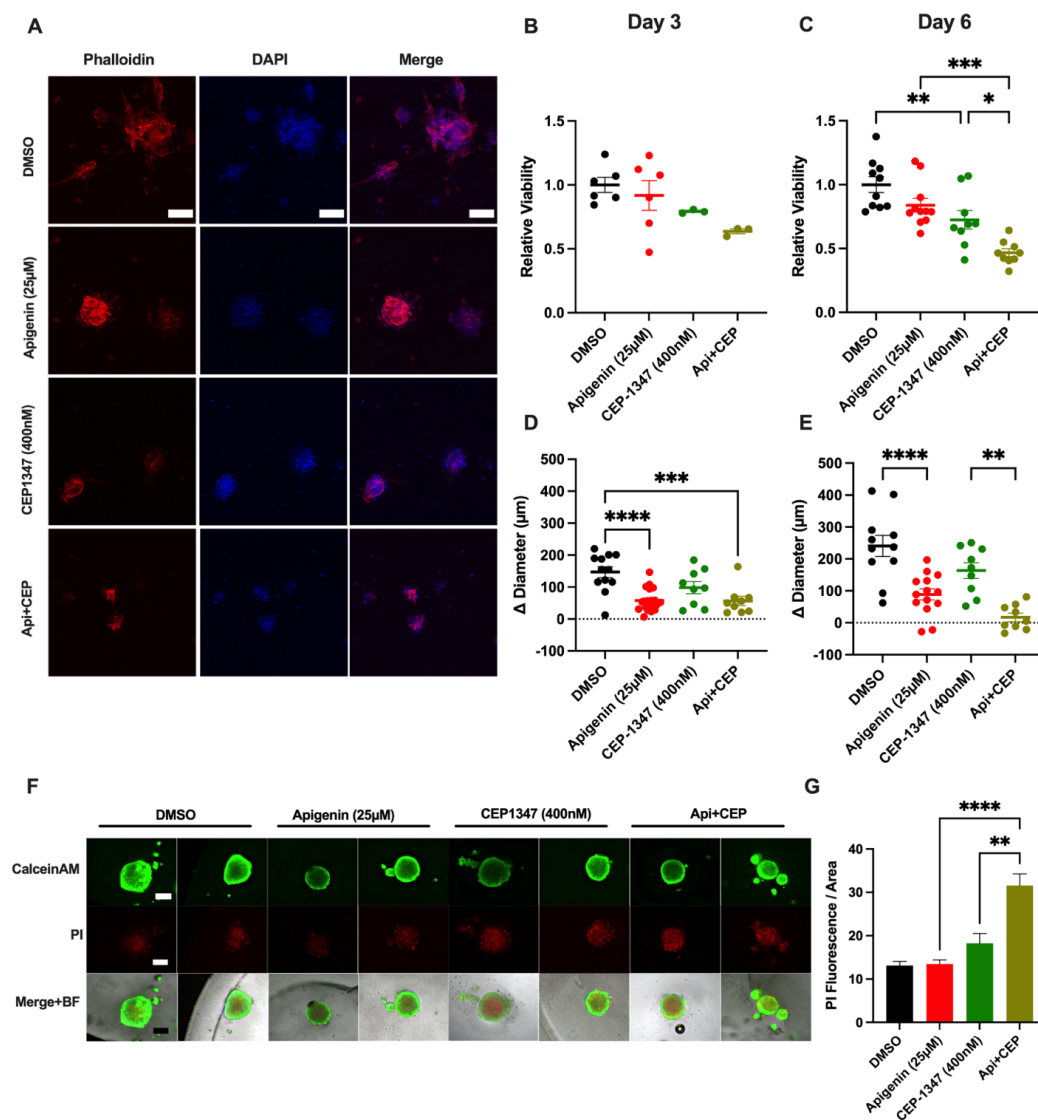 A
Phalloidin
DAPI
Merge
DMSO
Apigenin (25µM)
CEP1347 (400nM)
Api+CEP
Day 3
Day 6
B
Relative Viability
1.5
1.0
0.5
0.0
DMSO
Apigenin (25µM)
CEP-1347 (400nM)
Api+CEP
C
***
**
*
Relative Viability
1.5
1.0
0.5
0.0
DMSO
Apigenin (25µM)
CEP-1347 (400nM)
Api+CEP
D
***
****
Δ Diameter (µm)
500
400
300
200
100
0
-100
DMSO
Apigenin (25µM)
CEP-1347 (400nM)
Api+CEP
E
****
**
Δ Diameter (µm)
500
400
300
200
100
0
-100
DMSO
Apigenin (25µM)
CEP-1347 (400nM)
Api+CEP
F
DMSO
Apigenin (25µM)
CEP1347 (400nM)
Api+CEP
CalceinAM
PI
Merge+BF
G
****
**
PI Fluorescence / Area
40
30
20
10
0
DMSO
Apigenin (25µM)
CEP-1347 (400nM)
Api+CEP